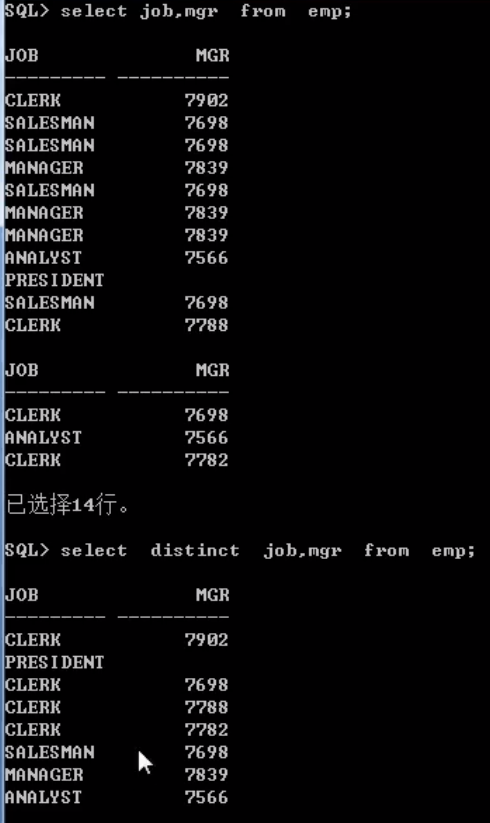 SQL> select job,mgr  from  emp;
JOB              MGR
--------- ----------
CLERK           7902
SALESMAN        7698
SALESMAN        7698
MANAGER         7839
SALESMAN        7698
MANAGER         7839
MANAGER         7839
ANALYST         7566
PRESIDENT
SALESMAN        7698
CLERK           7788
JOB              MGR
--------- ----------
CLERK           7698
ANALYST         7566
CLERK           7782
已选择14行。
SQL> select  distinct  job,mgr  from  emp;
JOB              MGR
--------- ----------
CLERK           7902
PRESIDENT
CLERK           7698
CLERK           7788
CLERK           7782
SALESMAN        7698
MANAGER         7839
ANALYST         7566